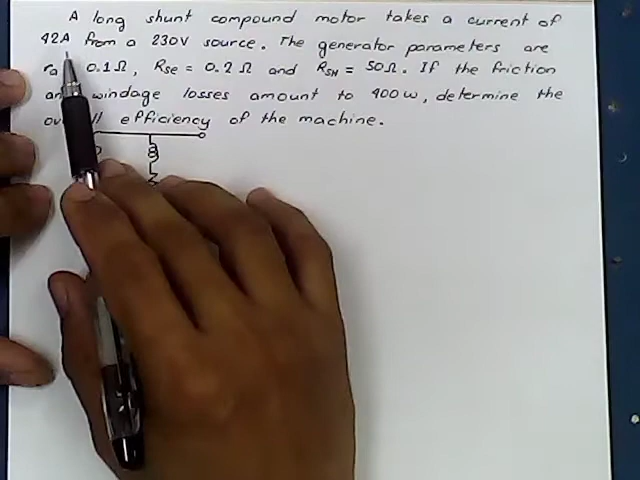 A long shunt compound motor takes a current of
42A from a 230V source. The generator parameters are
0.1Ω, RSE = 0.2 Ω and RSH = 50Ω. If the friction
windage losses amount to 400w, determine the
efficiency of the machine.